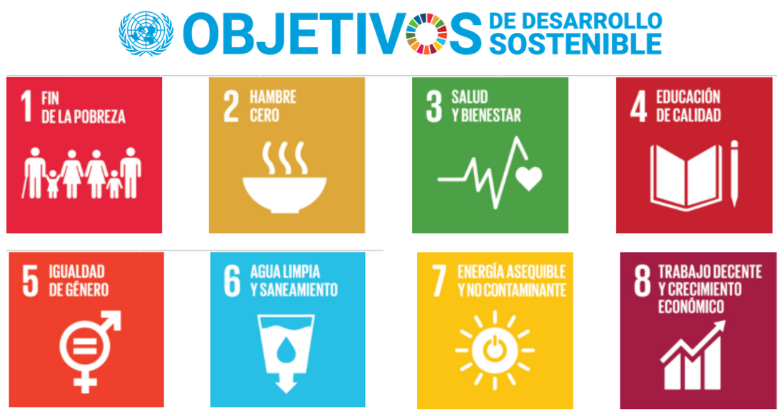 OBJETIVOS DE DESARROLLO
SOSTENIBLE
1 FIN
DE LA POBREZA
2 HAMBRE
CERO
3 SALUD
Y BIENESTAR
4 EDUCACIÓN
DE CALIDAD
5 IGUALDAD
DE GÉNERO
6 AGUA LIMPIA
Y SANEAMIENTO
7 ENERGÍA ASEQUIBLE
Y NO CONTAMINANTE
8 TRABAJO DECENTE
Y CRECIMIENTO
ECONÓMICO